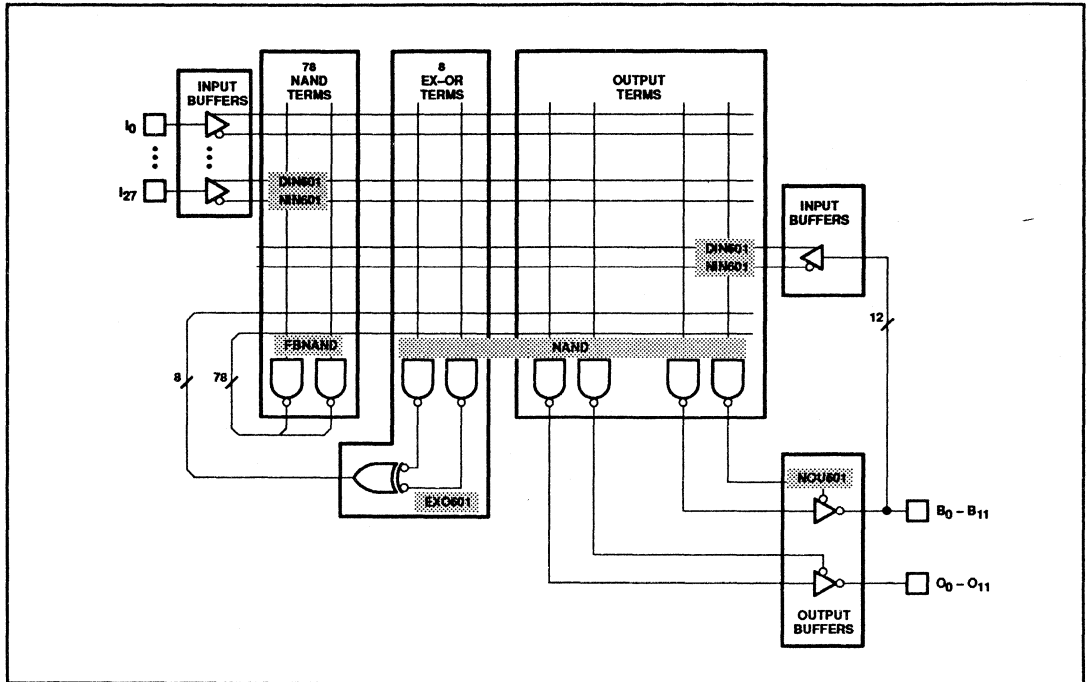 78
NAND
TERMS
8
EX-OR
TERMS
OUTPUT
TERMS
INPUT
BUFFERS
I0
I27
DIN601
NIN601
INPUT
BUFFERS
DIN601
NIN601
12
FBNAND
NAND
8
78
EXO601
NOU601
B0 – B11
O0 – O11
OUTPUT
BUFFERS